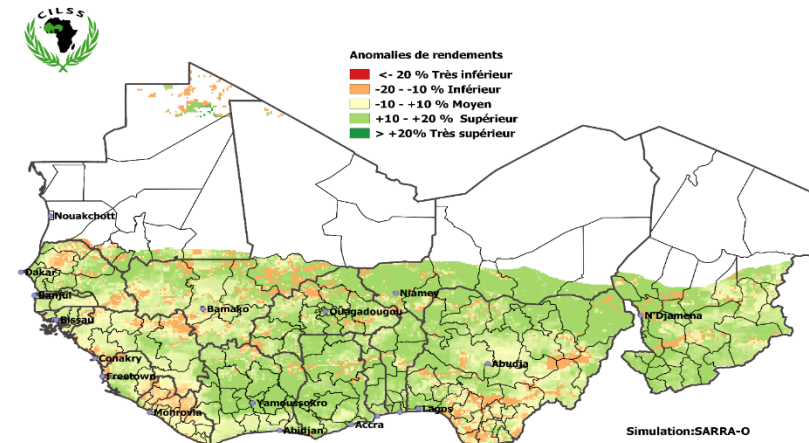 CILSS
Anomalies de rendements
<- 20 % Très inférieur
-20 - -10 % Inférieur
-10 - +10 % Moyen
+10 - +20 % Supérieur
> +20% Très supérieur
Nouakchott
Dakar
Banjul
Bissau
Bamako
Niamey
Ouagadougou
N'Djamena
Conakry
Freetown
Abudja
Monrovia
Yamoussokro
Lagos
Abidjan
Accra
Simulation:SARRA-O